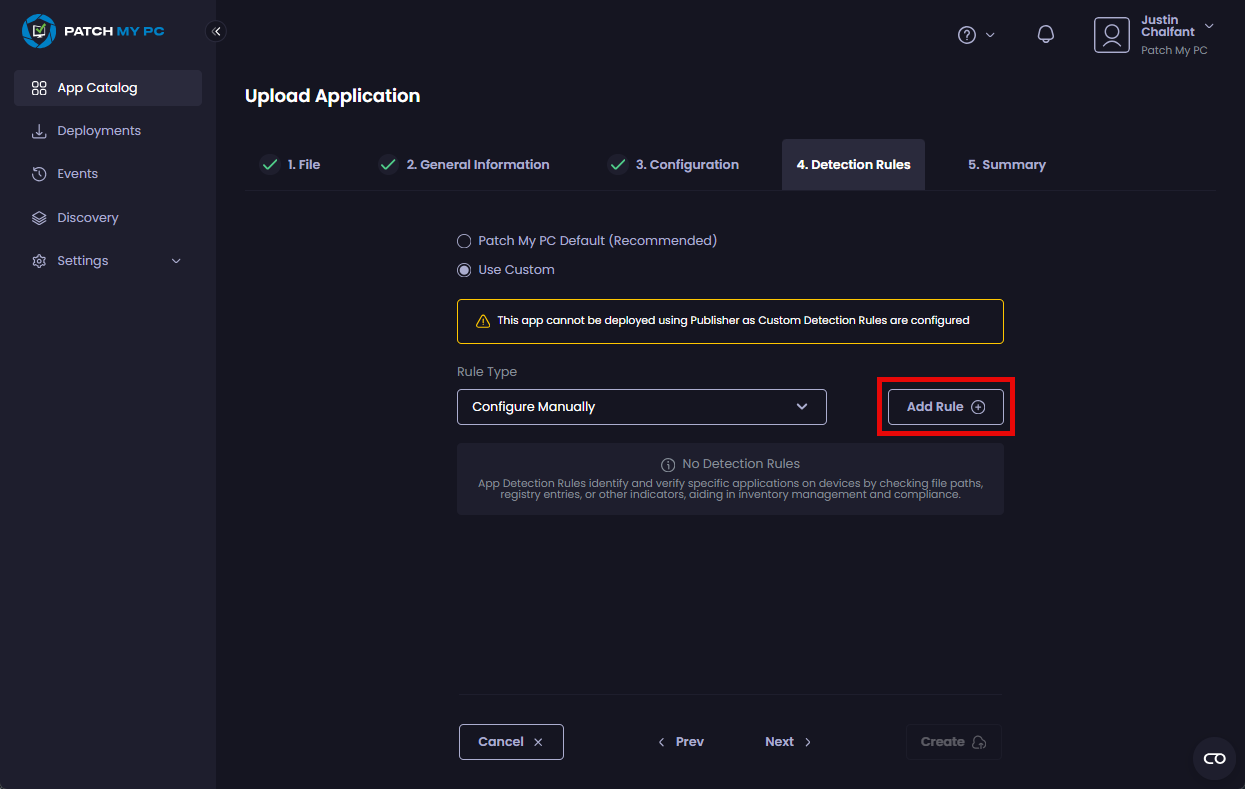 PATCH MY PC
Justin
Chalfant
Patch My PC
App Catalog
Deployments
Events
Discovery
Settings
Upload Application
1. File
2. General Information
3. Configuration
4. Detection Rules
5. Summary
Patch My PC Default (Recommended)
Use Custom
This app cannot be deployed using Publisher as Custom Detection Rules are configured
Rule Type
Configure Manually
Add Rule
No Detection Rules
App Detection Rules identify and verify specific applications on devices by checking file paths,
registry entries, or other indicators, aiding in inventory management and compliance.
Cancel
Prev
Next
Create